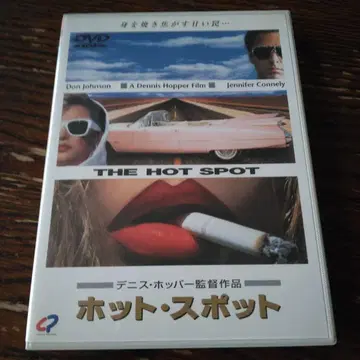 身を焼き焦がす甘い罠…
DVD
Don Johnson ■ A Dennis Hopper Film ■ Jennifer Connely
THE HOT SPOT
デニス・ホッパー監督作品
ホット・スポット